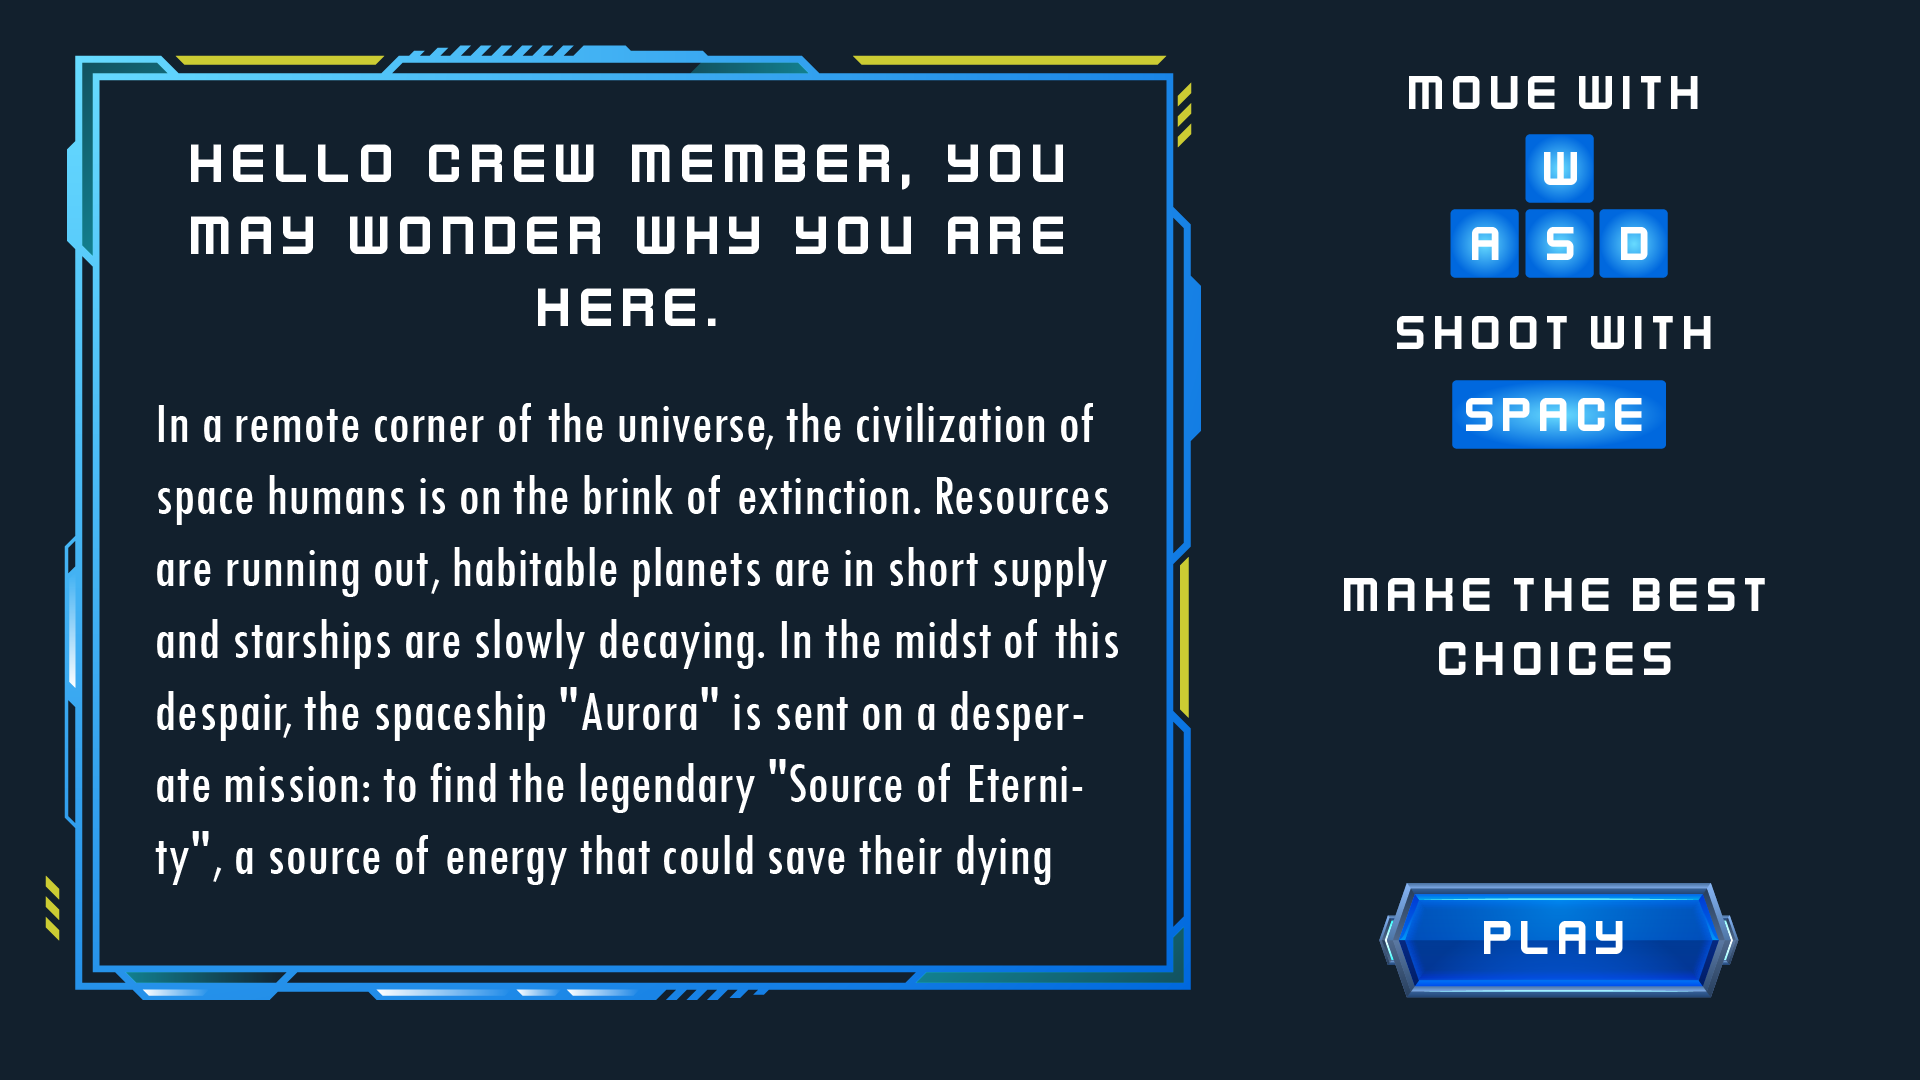 HELLO CREW MEMBER, YOU
MAY WONDER WHY YOU ARE
HERE.
In a remote corner of the universe, the civilization of
space humans is on the brink of extinction. Resources
are running out, habitable planets are in short supply
and starships are slowly decaying. In the midst of this
despair, the spaceship "Aurora" is sent on a desper-
ate mission: to find the legendary "Source of Eterni-
ty", a source of energy that could save their dying
MOVE WITH
W
A S D
SHOOT WITH
SPACE
MAKE THE BEST
CHOICES
PLAY